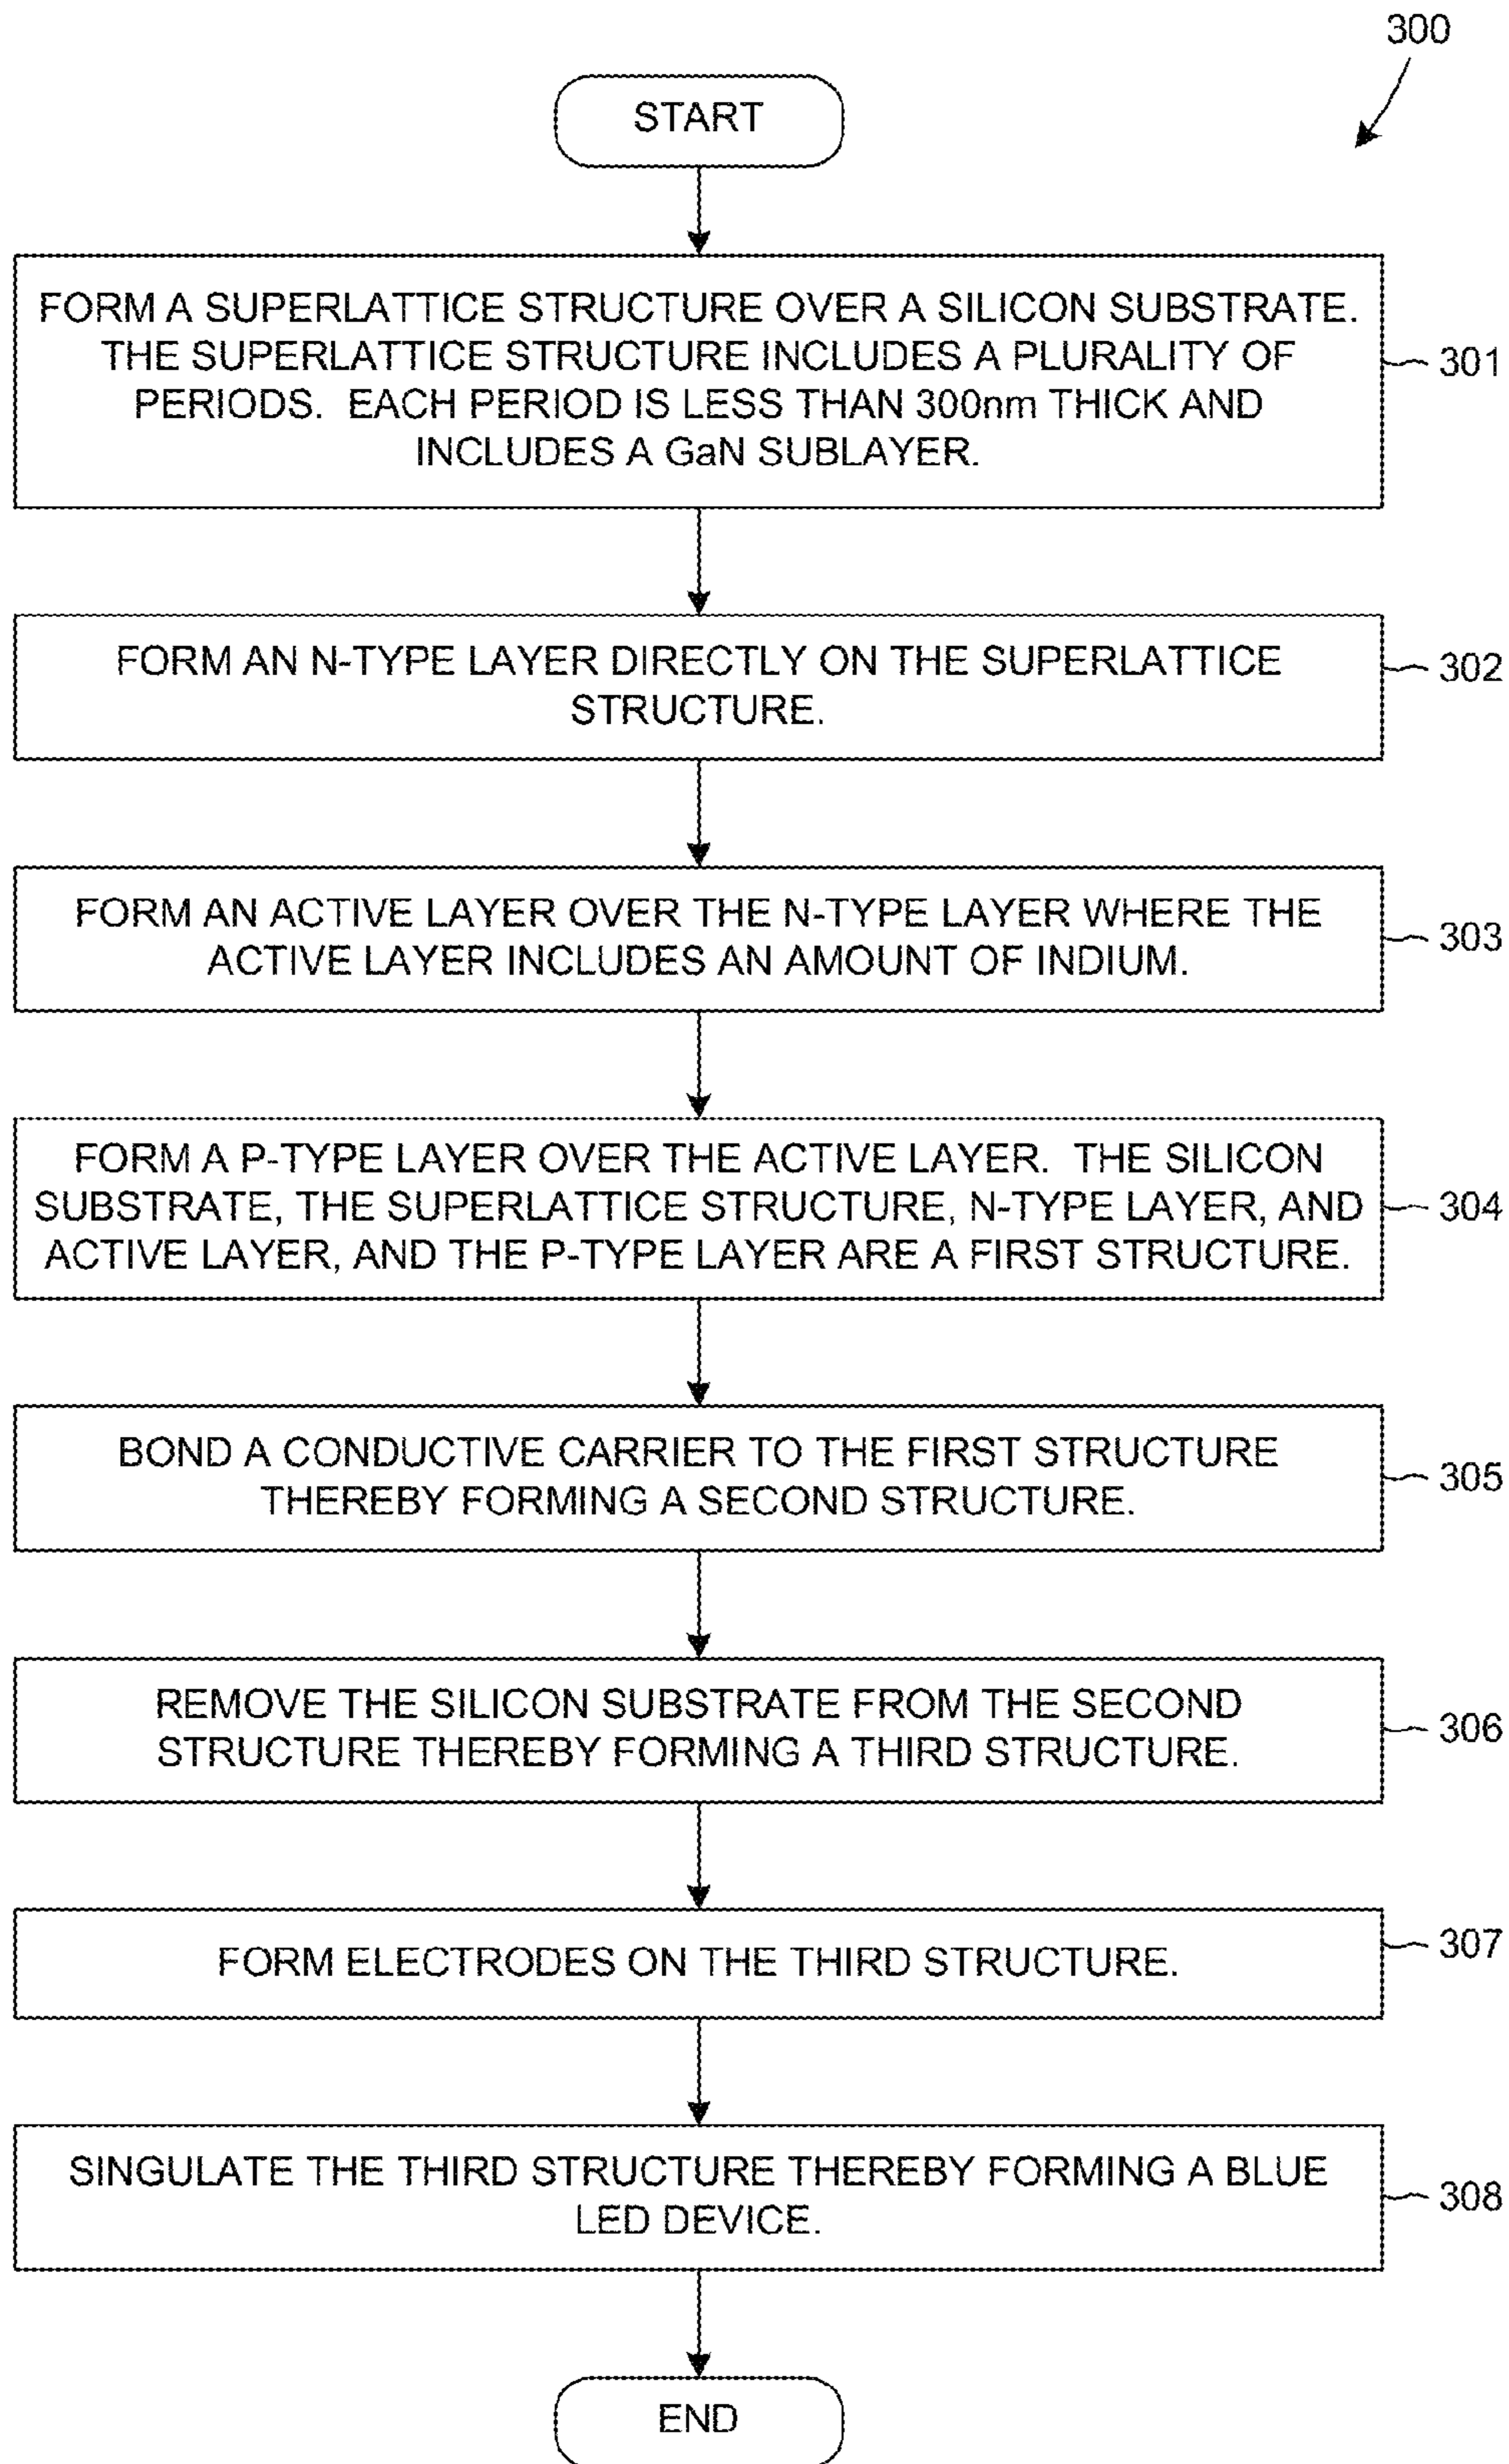 300
START
FORM A SUPERLATTICE STRUCTURE OVER A SILICON SUBSTRATE.
THE SUPERLATTICE STRUCTURE INCLUDES A PLURALITY OF
PERIODS. EACH PERIOD IS LESS THAN 300nm THICK AND
INCLUDES A GaN SUBLAYER.
301
FORM AN N-TYPE LAYER DIRECTLY ON THE SUPERLATTICE
STRUCTURE.
302
FORM AN ACTIVE LAYER OVER THE N-TYPE LAYER WHERE THE
ACTIVE LAYER INCLUDES AN AMOUNT OF INDIUM.
303
FORM A P-TYPE LAYER OVER THE ACTIVE LAYER. THE SILICON
SUBSTRATE, THE SUPERLATTICE STRUCTURE, N-TYPE LAYER, AND
ACTIVE LAYER, AND THE P-TYPE LAYER ARE A FIRST STRUCTURE.
304
BOND A CONDUCTIVE CARRIER TO THE FIRST STRUCTURE
THEREBY FORMING A SECOND STRUCTURE.
305
REMOVE THE SILICON SUBSTRATE FROM THE SECOND
STRUCTURE THEREBY FORMING A THIRD STRUCTURE.
306
FORM ELECTRODES ON THE THIRD STRUCTURE.
307
SINGULATE THE THIRD STRUCTURE THEREBY FORMING A BLUE
LED DEVICE.
308
END